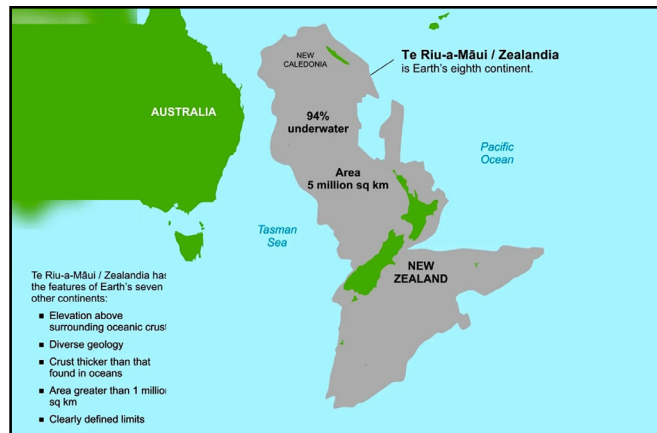 Te Riu-a-Māui / Zealandia
is Earth's eighth continent.
NEW
CALEDONIA
AUSTRALIA
94%
underwater
Pacific
Ocean
Area
5 million sq km
Tasman
Sea
NEW
ZEALAND
Te Riu-a-Māui / Zealandia has
the features of Earth's seven
other continents:
▪ Elevation above
surrounding oceanic crust
▪ Diverse geology
▪ Crust thicker than that
found in oceans
▪ Area greater than 1 million
sq km
▪ Clearly defined limits